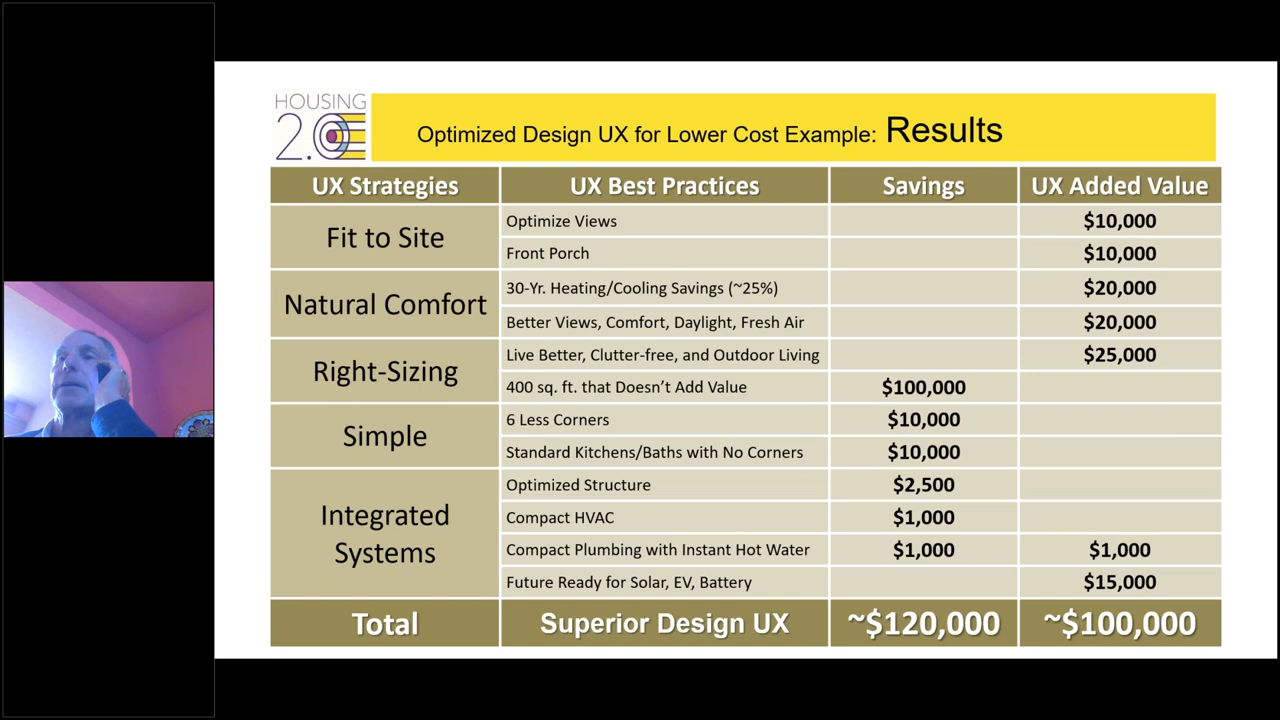 HOUSING
2.0
Optimized Design UX for Lower Cost Example: Results
UX Strategies UX Best Practices Savings UX Added Value
Fit to Site
Optimize Views $10,000
Front Porch $10,000
Natural Comfort
30-Yr. Heating/Cooling Savings (~25%) $20,000
Better Views, Comfort, Daylight, Fresh Air $20,000
Right-Sizing
Live Better, Clutter-free, and Outdoor Living $25,000
400 sq. ft. that Doesn't Add Value $100,000
Simple
6 Less Corners $10,000
Standard Kitchens/Baths with No Corners $10,000
Integrated
Systems
Optimized Structure $2,500
Compact HVAC $1,000
Compact Plumbing with Instant Hot Water $1,000 $1,000
Future Ready for Solar, EV, Battery $15,000
Total Superior Design UX ~$120,000 ~$100,000